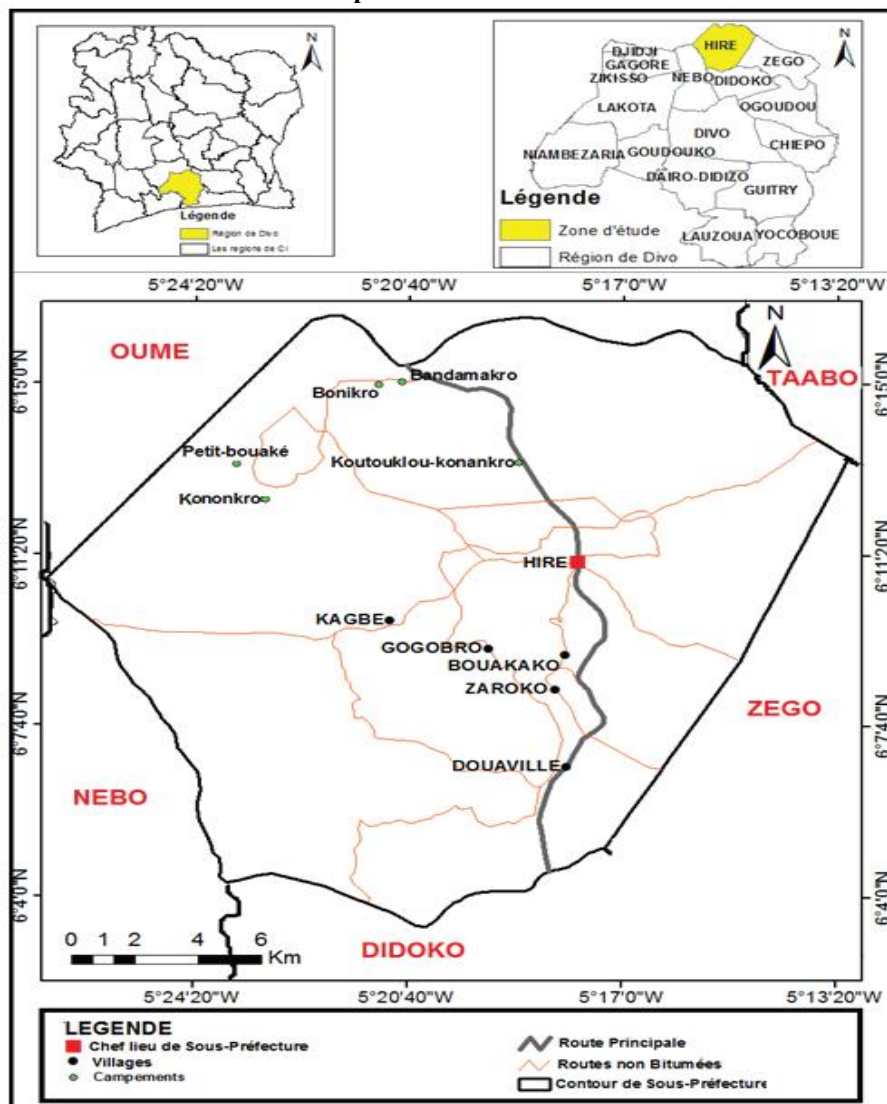 N
Légende
Région de Divo
Les regions de CI
N
HIRE
DJIDJI
GAGORE
ZEGO
ZIKISSO
NEBO
DIDOKO
LAKOTA
OGOUDOU
DIVO
CHIEPO
NIAMBEZARIA
GOUDOUKO
DAIRO-DIDIZO
GUITRY
Légende
Zone d'étude
LAUZOUA
YOCOBOUE
Région de Divo
5°24'20"W 5°20'40"W 5°17'0"W 5°13'20"W
OUME
N
TAABO
6°15'0"N 6°15'0"N
Bandamakro
Bonikro
Petit-bouaké
Koutouklou-konankro
Kononkro
6°11'20"N 6°11'20"N
HIRE
KAGBE
GOGOBRO
BOUAKAKO
ZAROKO
ZEGO
6°7'40"N 6°7'40"N
DOUAVILLE
NEBO
6°4'0"N 6°4'0"N
DIDOKO
0 1 2 4 6
Km
5°24'20"W 5°20'40"W 5°17'0"W 5°13'20"W
LEGENDE
Chef lieu de Sous-Préfecture
Villages
Campements
Route Principale
Routes non Bitumées
Contour de Sous-Préfecture